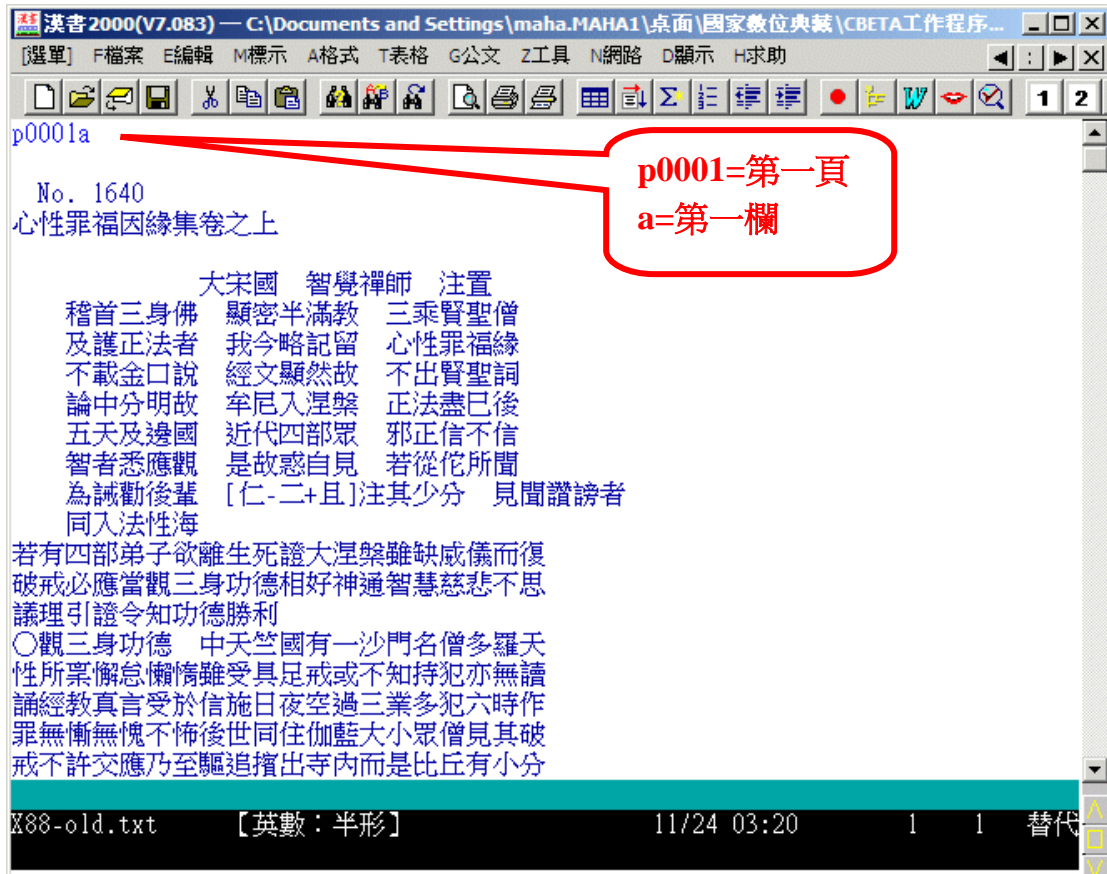 漢書2000(V7.083) — C:\Documents and Settings\maha.MAHA1\桌面\國家數位典藏\CBETA工作程序...
[選單] F檔案 E編輯 M標示 A格式 T表格 G公文 Z工具 N網路 D顯示 H求助
1 2
p0001a
p0001=第一頁
a=第一欄
No. 1640
心性罪福因緣集卷之上
大宋國 智覺禪師 注置
稽首三身佛 顯密半滿教 三乘賢聖僧
及護正法者 我今略記留 心性罪福緣
不載金口說 經文顯然故 不出賢聖詞
論中分明故 牟尼入涅槃 正法盡已後
五天及邊國 近代四部眾 邪正信不信
智者悉應觀 是故惑自見 若從佗所聞
為誡勸後輩 [仁-二+且]注其少分 見聞讚謗者
同入法性海
若有四部弟子欲離生死證大涅槃雖缺威儀而復
破戒必應當觀三身功德相好神通智慧慈悲不思
議理引證令知功德勝利
○觀三身功德 中天竺國有一沙門名僧多羅天
性所稟懈怠懶惰雖受具足戒或不知持犯亦無讀
誦經教真言受於信施日夜空過三業多犯六時作
罪無慚無愧不怖後世同住伽藍大小眾僧見其破
戒不許交應乃至驅追擯出寺內而是比丘有小分
X88-old.txt 【英數：半形】 11/24 03:20 1 1 替代